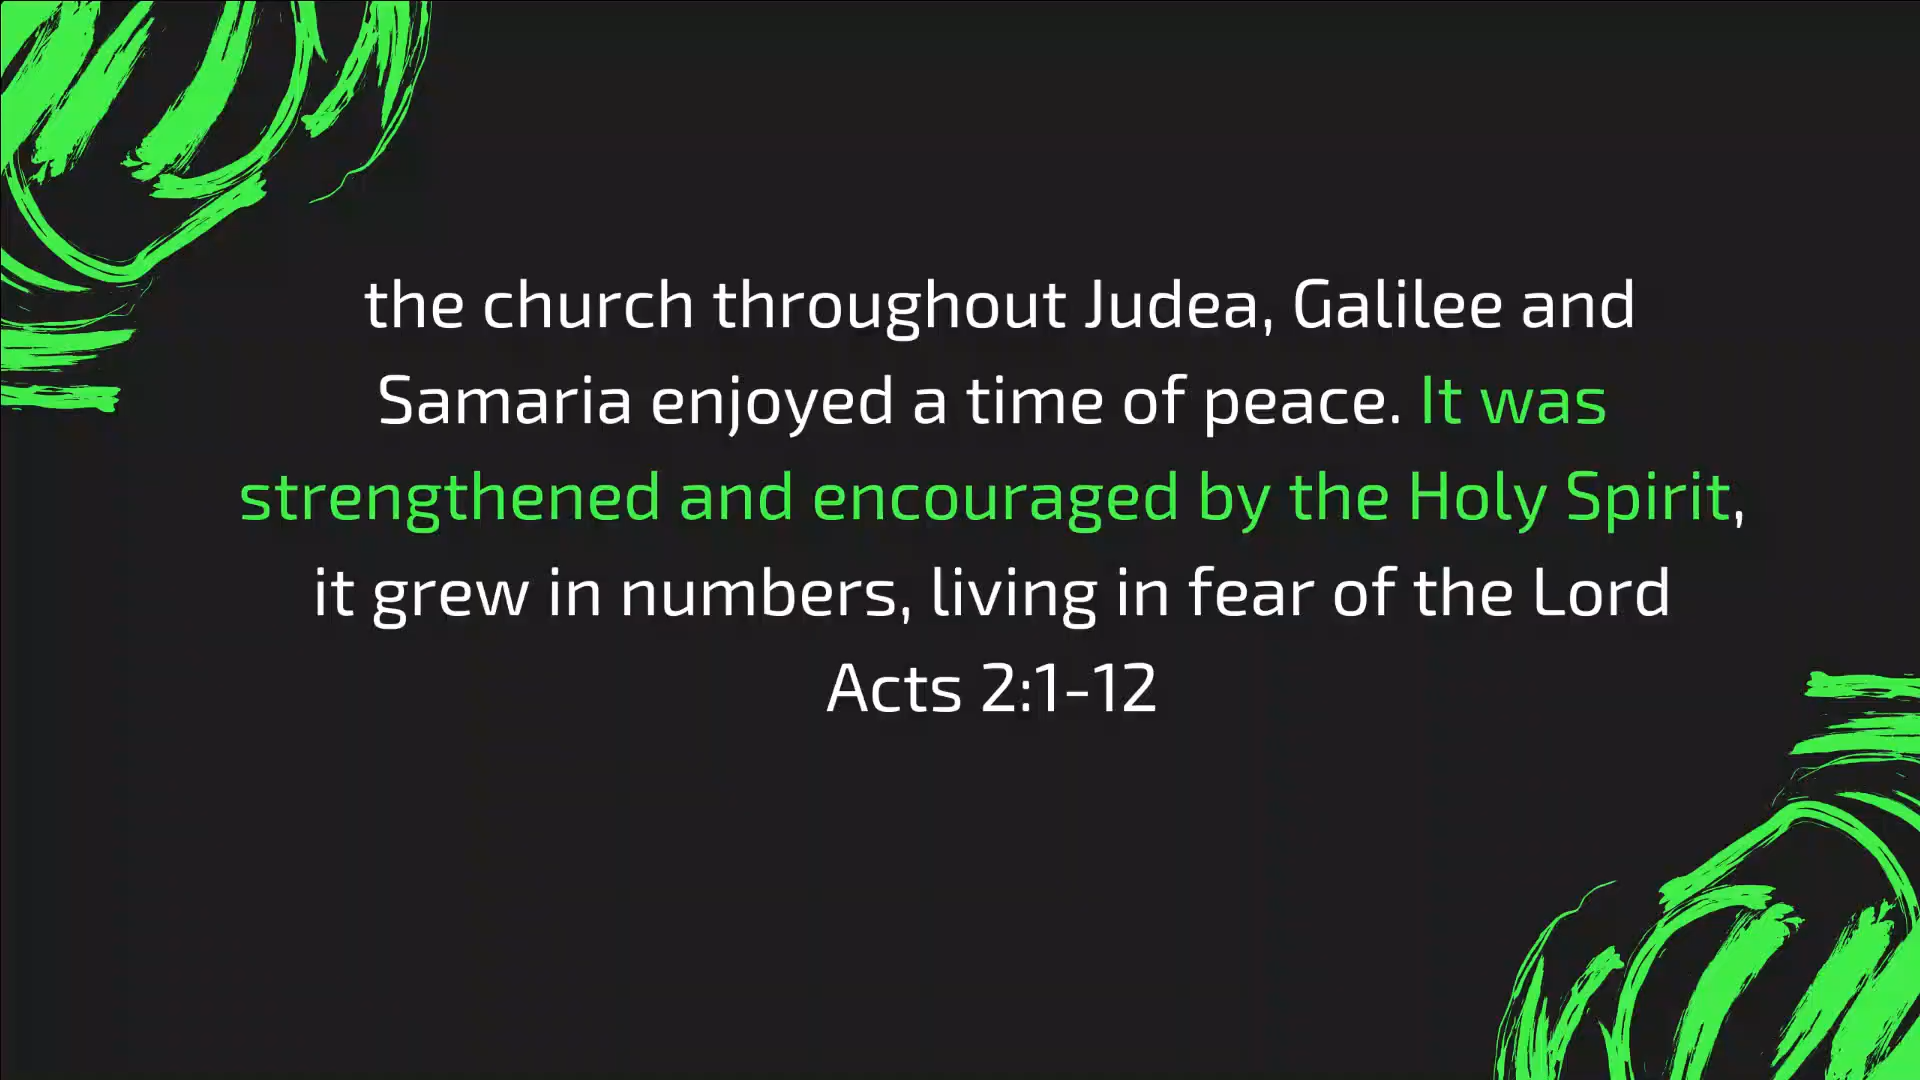 the church throughout Judea, Galilee and
Samaria enjoyed a time of peace. It was
strengthened and encouraged by the Holy Spirit,
it grew in numbers, living in fear of the Lord
Acts 2:1-12